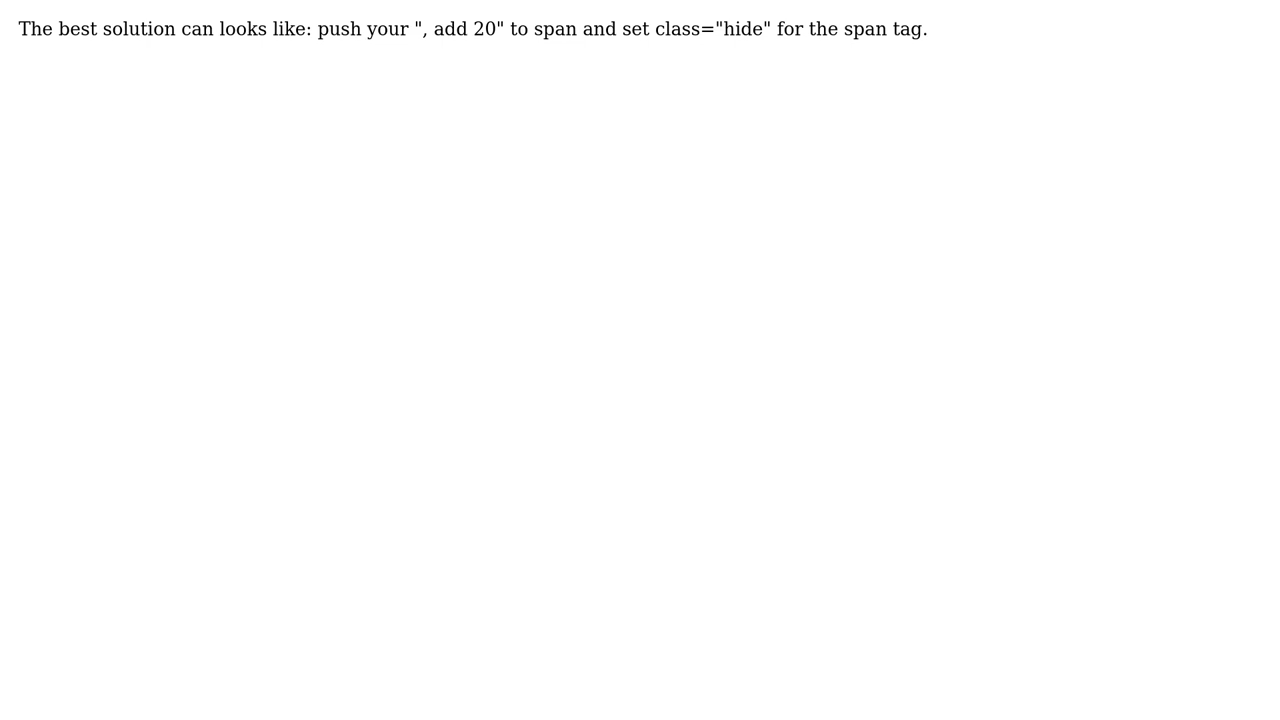 The best solution can looks like: push your ", add 20" to span and set class="hide" for the span tag.